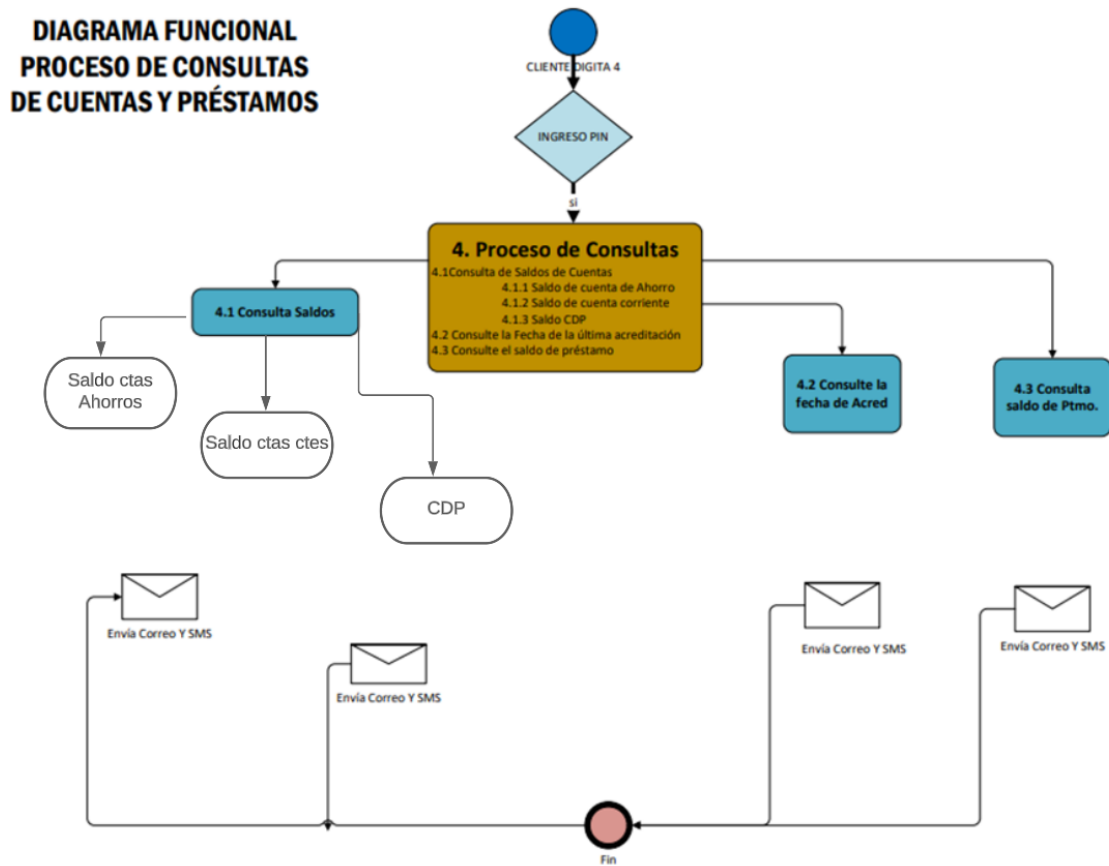 DIAGRAMA FUNCIONAL
PROCESO DE CONSULTAS
DE CUENTAS Y PRÉSTAMOS
CLIENTE DIGITA 4
INGRESO PIN
si
4. Proceso de Consultas
4.1Consulta de Saldos de Cuentas
4.1.1 Saldo de cuenta de Ahorro
4.1.2 Saldo de cuenta corriente
4.1.3 Saldo CDP
4.2 Consulte la Fecha de la última acreditación
4.3 Consulte el saldo de préstamo
4.1 Consulta Saldos
Saldo ctas
Ahorros
Saldo ctas ctes
CDP
4.2 Consulte la
fecha de Acred
4.3 Consulta
saldo de Ptmo.
Envía Correo Y SMS
Envía Correo Y SMS
Envía Correo Y SMS
Envía Correo Y SMS
Fin